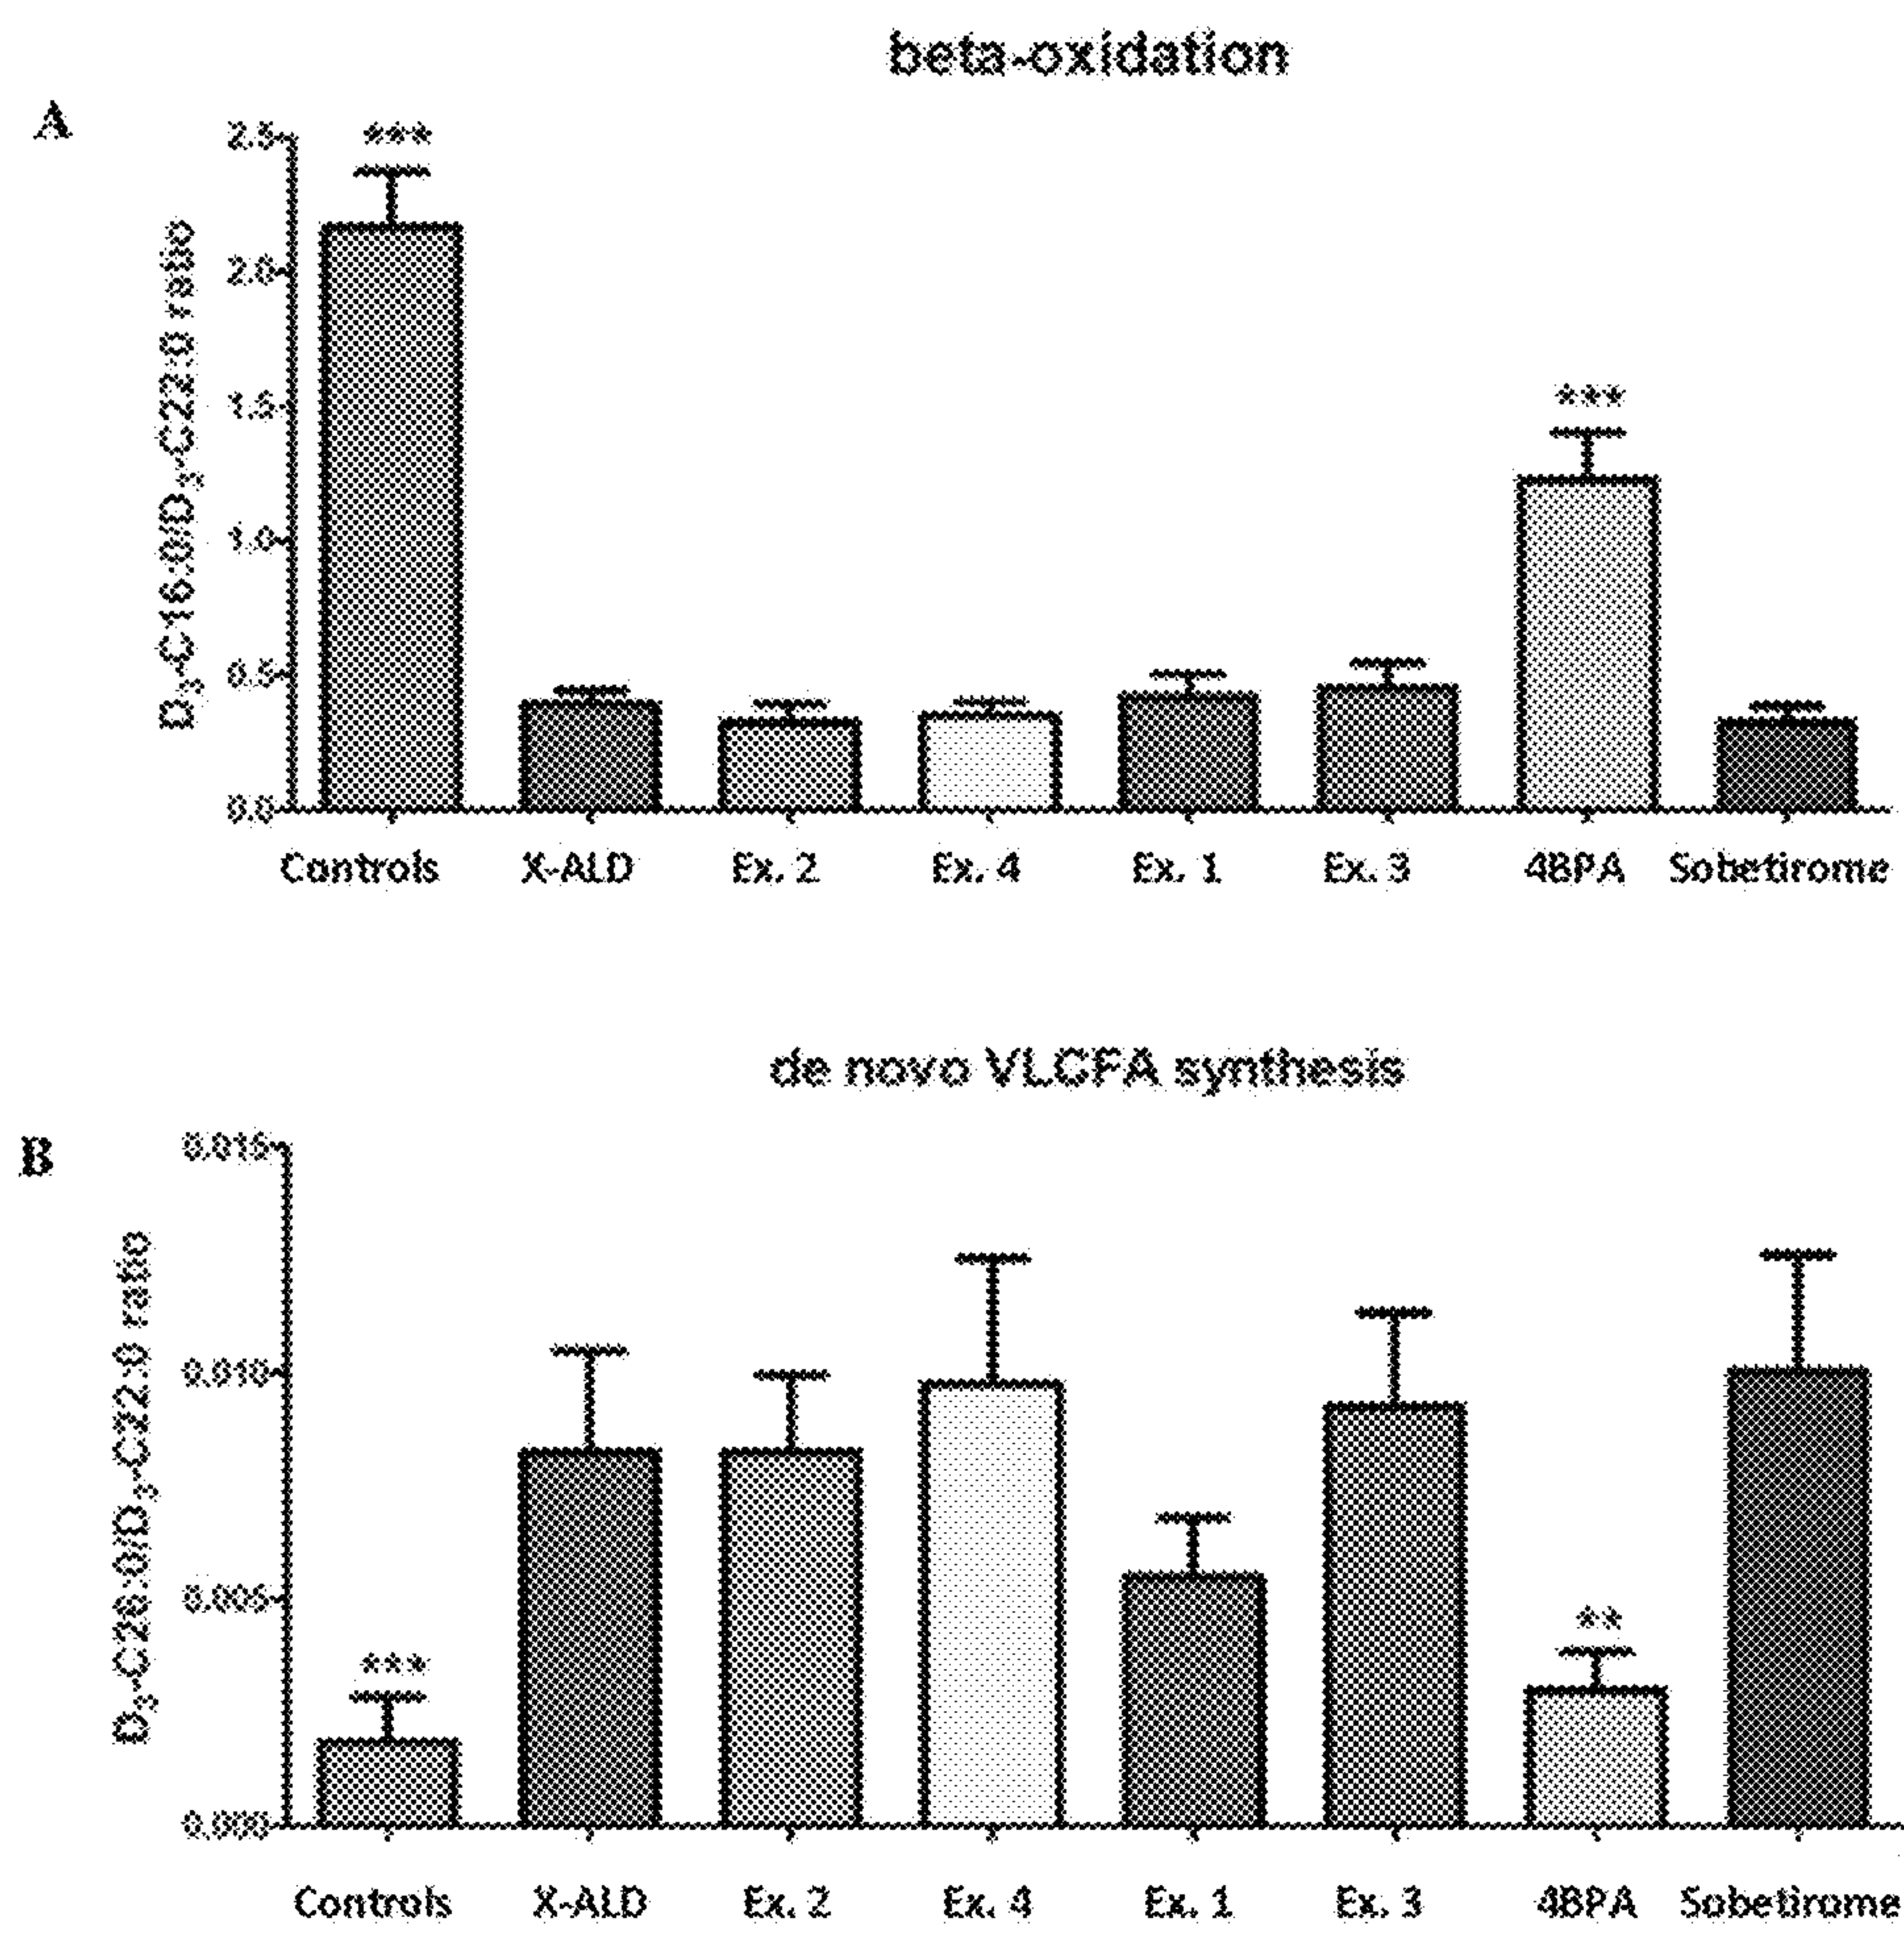 beta-oxidation
A
D3-C16:0/D3-C22:0 ratio
2.5
2.0
1.5
1.0
0.5
0.0
***
***
Controls X-ALD Ex. 2 Ex. 4 Ex. 1 Ex. 3 4BPA Sobetirome
de novo VLCFA synthesis
B
D3-C26:0/D3-C22:0 ratio
0.015
0.010
0.005
0.000
***
**
Controls X-ALD Ex. 2 Ex. 4 Ex. 1 Ex. 3 4BPA Sobetirome